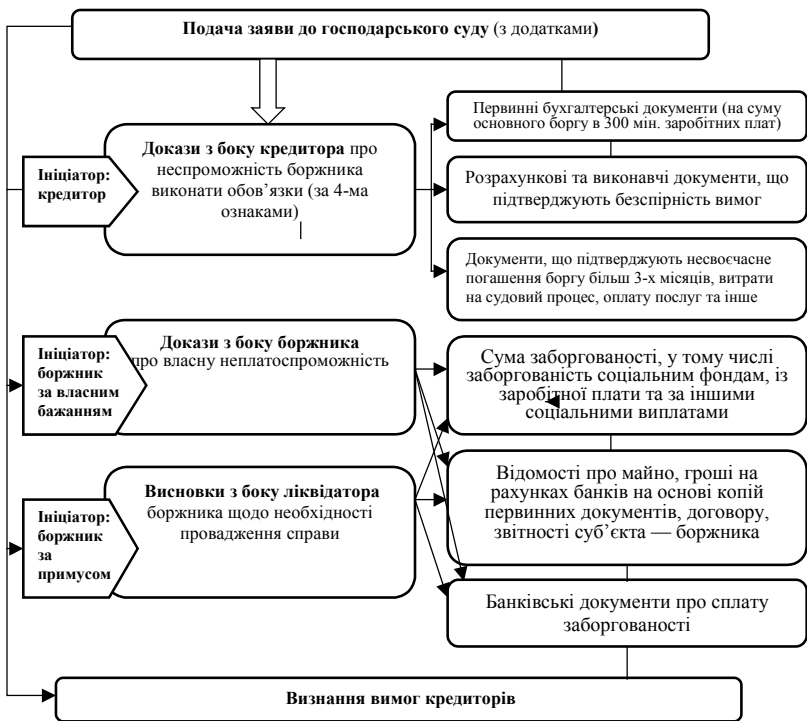 Подача заяви до господарського суду (з додатками)
Первинні бухгалтерські документи (на суму
основного боргу в 300 мін. заробітних плат)
Ініціатор:
кредитор
Докази з боку кредитора про
неспроможність боржника
виконати обов’язки (за 4-ма
ознаками)
Розрахункові та виконавчі документи, що
підтверджують безспірність вимог
Документи, що підтверджують несвоєчасне
погашення боргу більш 3-х місяців, витрати
на судовий процес, оплату послуг та інше
Ініціатор:
боржник
за власним
бажанням
Докази з боку боржника
про власну неплатоспроможність
Сума заборгованості, у тому числі
заборгованість соціальним фондам, із
заробітної плати та за іншими
соціальними виплатами
Ініціатор:
боржник
за
примусом
Висновки з боку ліквідатора
боржника щодо необхідності
провадження справи
Відомості про майно, гроші на
рахунках банків на основі копій
первинних документів, договору,
звітності суб’єкта — боржника
Банківські документи про сплату
заборгованості
Визнання вимог кредиторів